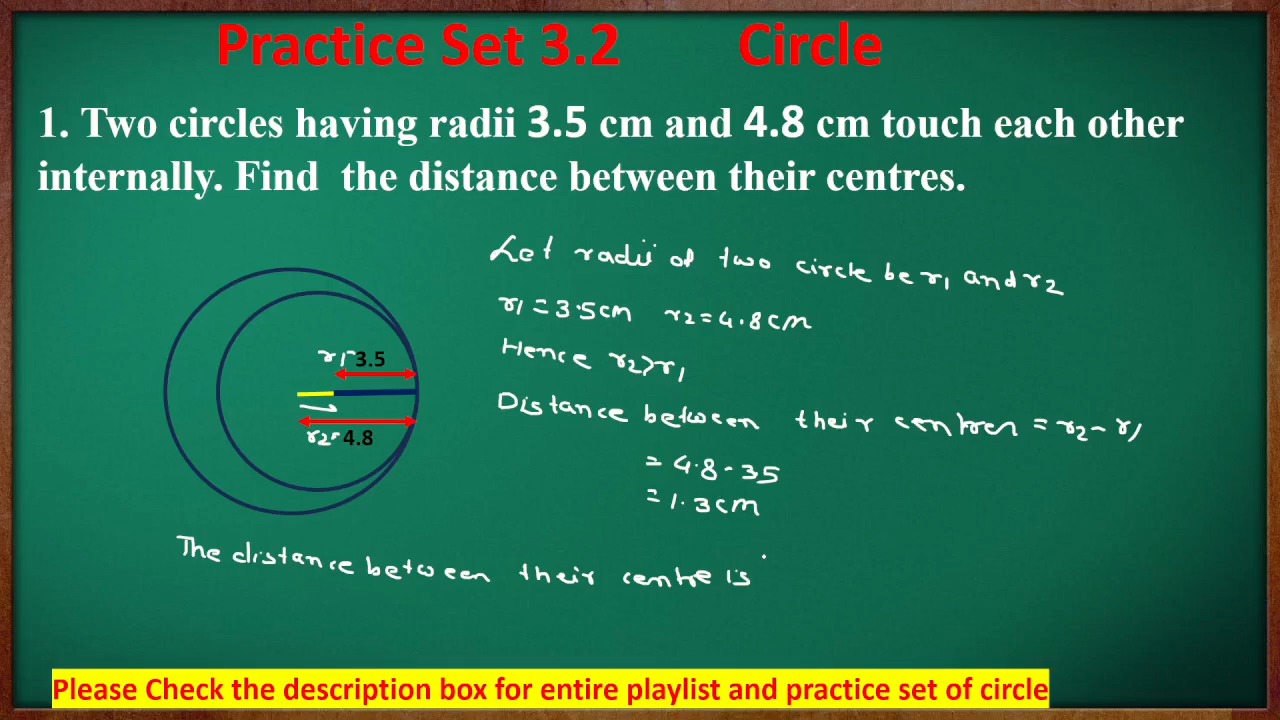 Practice Set 3.2 Circle
1. Two circles having radii 3.5 cm and 4.8 cm touch each other
internally. Find the distance between their centres.
Let radii of two circle be r1 and r2
r1 = 3.5cm r2 = 4.8cm
Hence r2>r1
r1=3.5
r2=4.8
Distance between their centres = r2 - r1
= 4.8 - 35
= 1.3cm
The distance between their centre is
Please Check the description box for entire playlist and practice set of circle